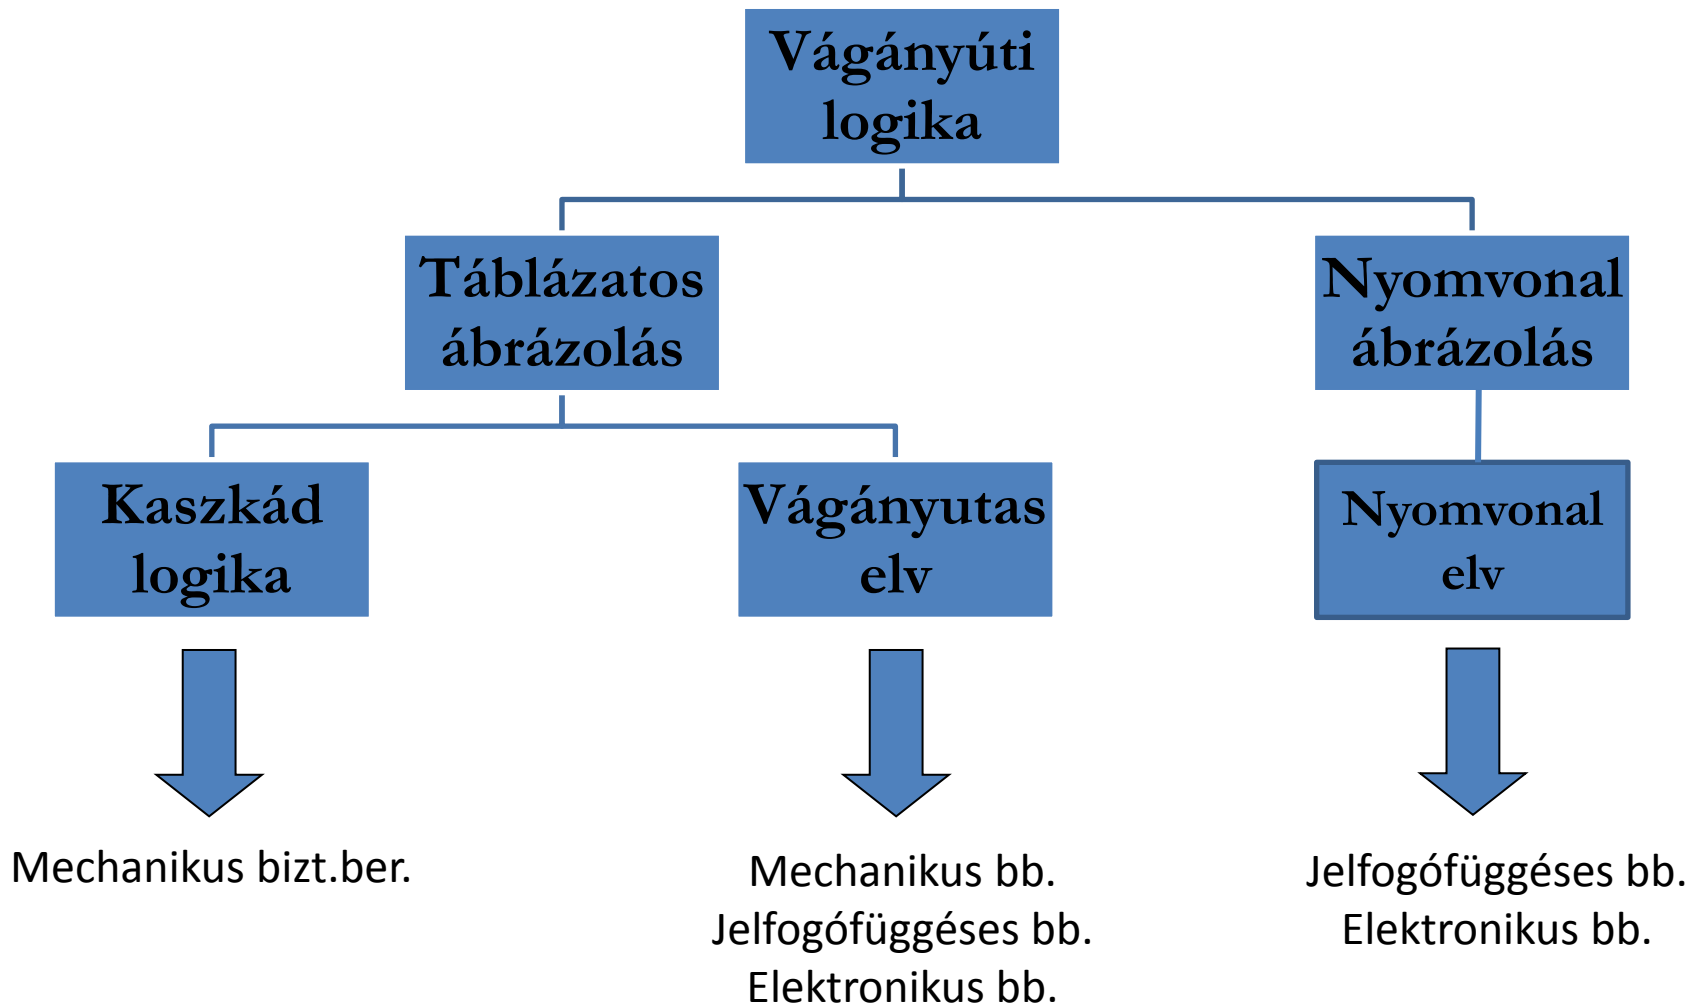 Vágányúti
logika
Táblázatos
ábrázolás
Nyomvonal
ábrázolás
Kaszkád
logika
Vágányutas
elv
Nyomvonal
elv
Mechanikus bizt.ber.
Mechanikus bb.
Jelfogófüggéses bb.
Elektronikus bb.
Jelfogófüggéses bb.
Elektronikus bb.